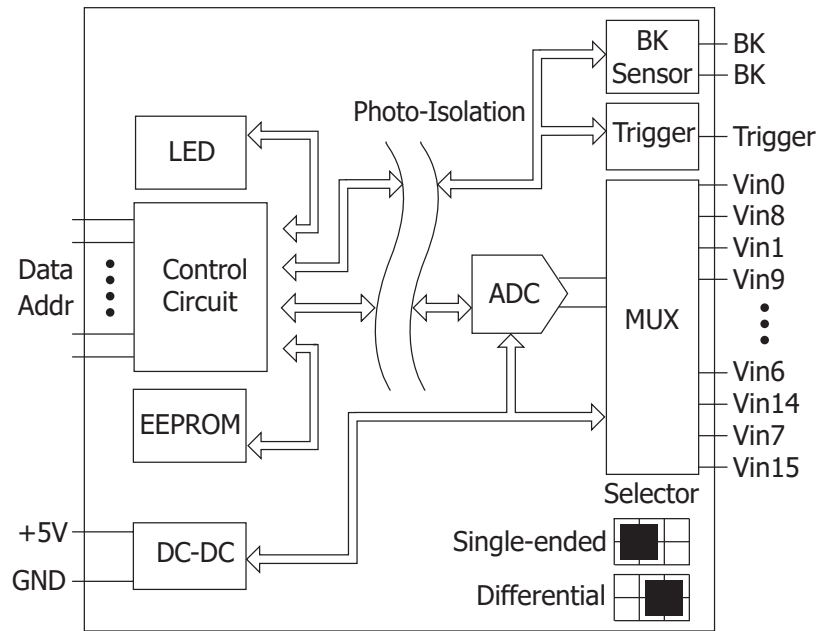 BK
Sensor
BK
BK
Photo-Isolation
LED
Trigger
Trigger
Data
Addr
Control
Circuit
ADC
MUX
Vin0
Vin8
Vin1
Vin9
Vin6
Vin14
Vin7
Vin15
EEPROM
Selector
+5V
GND
DC-DC
Single-ended
Differential